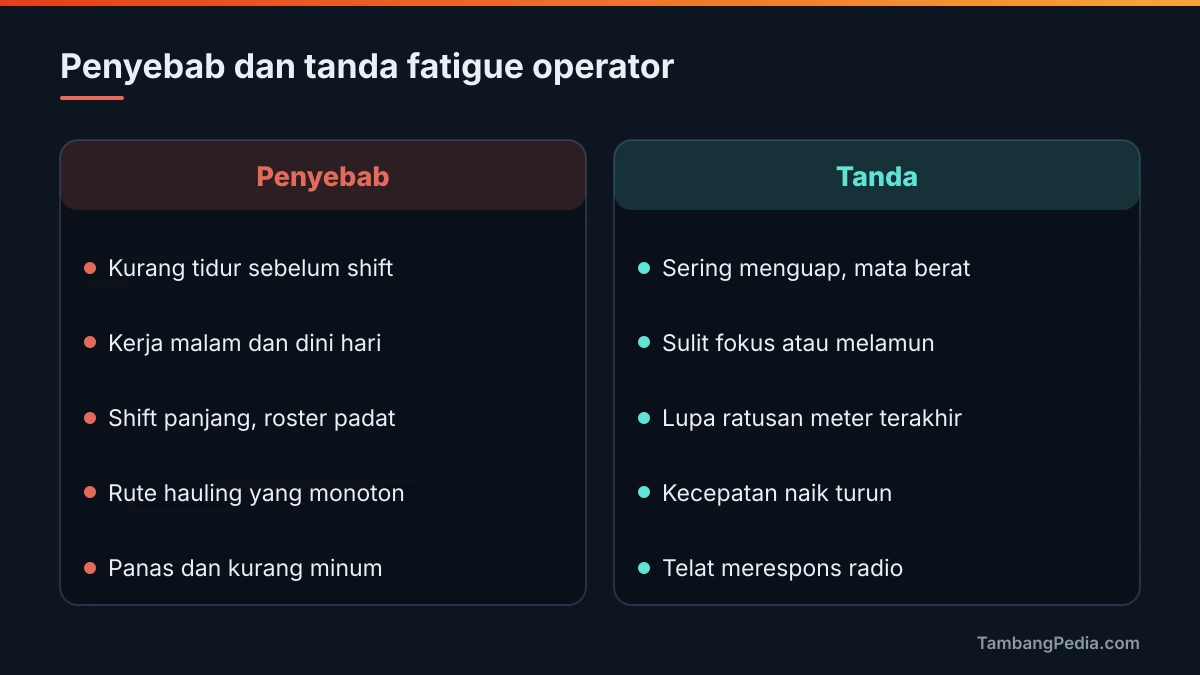 Penyebab dan tanda fatigue operator
Penyebab
Kurang tidur sebelum shift
Kerja malam dan dini hari
Shift panjang, roster padat
Rute hauling yang monoton
Panas dan kurang minum
Tanda
Sering menguap, mata berat
Sulit fokus atau melamun
Lupa ratusan meter terakhir
Kecepatan naik turun
Telat merespons radio
TambangPedia.com